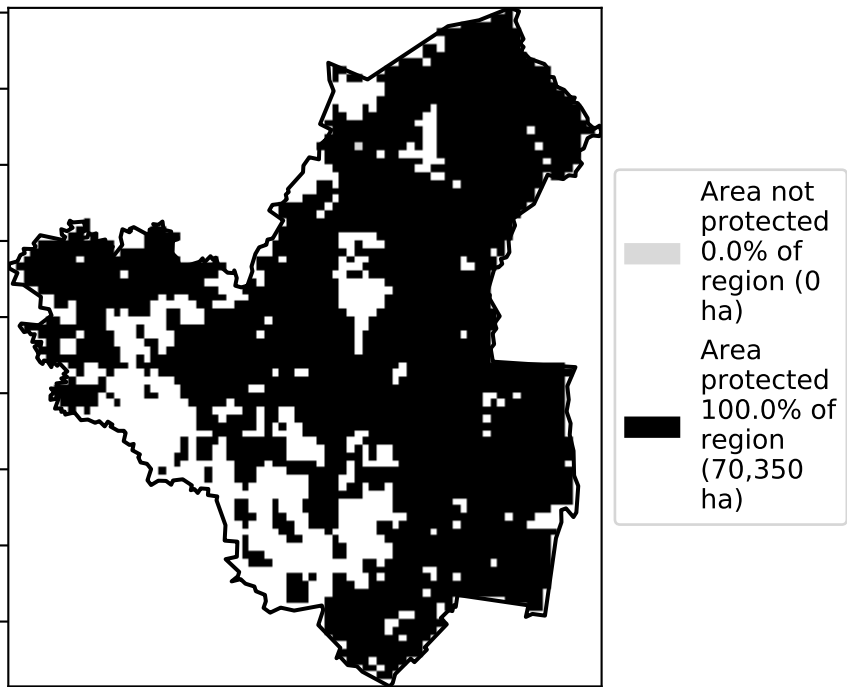 Area not
protected
0.0% of
region (0
ha)
Area
protected
100.0% of
region
(70,350
ha)